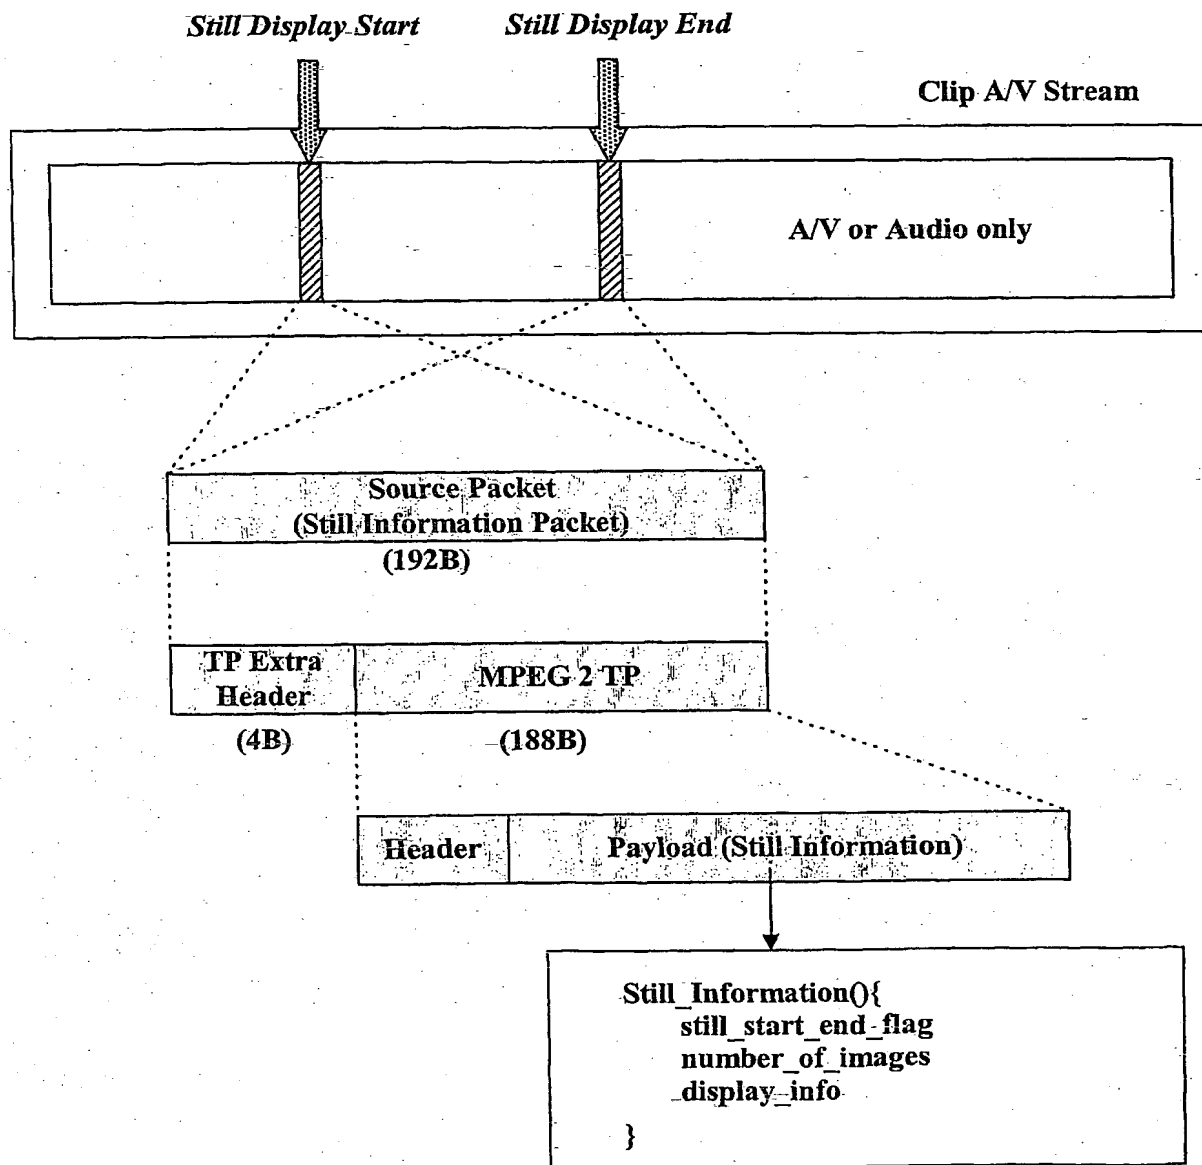 Still Display Start
Still Display End
Clip A/V Stream
A/V or Audio only
Source Packet
(Still Information Packet)
(192B)
TP Extra
Header
MPEG 2 TP
(4B)
(188B)
Header
Payload (Still Information)
Still_Information(){
still_start_end_flag
number_of_images
display_info
}